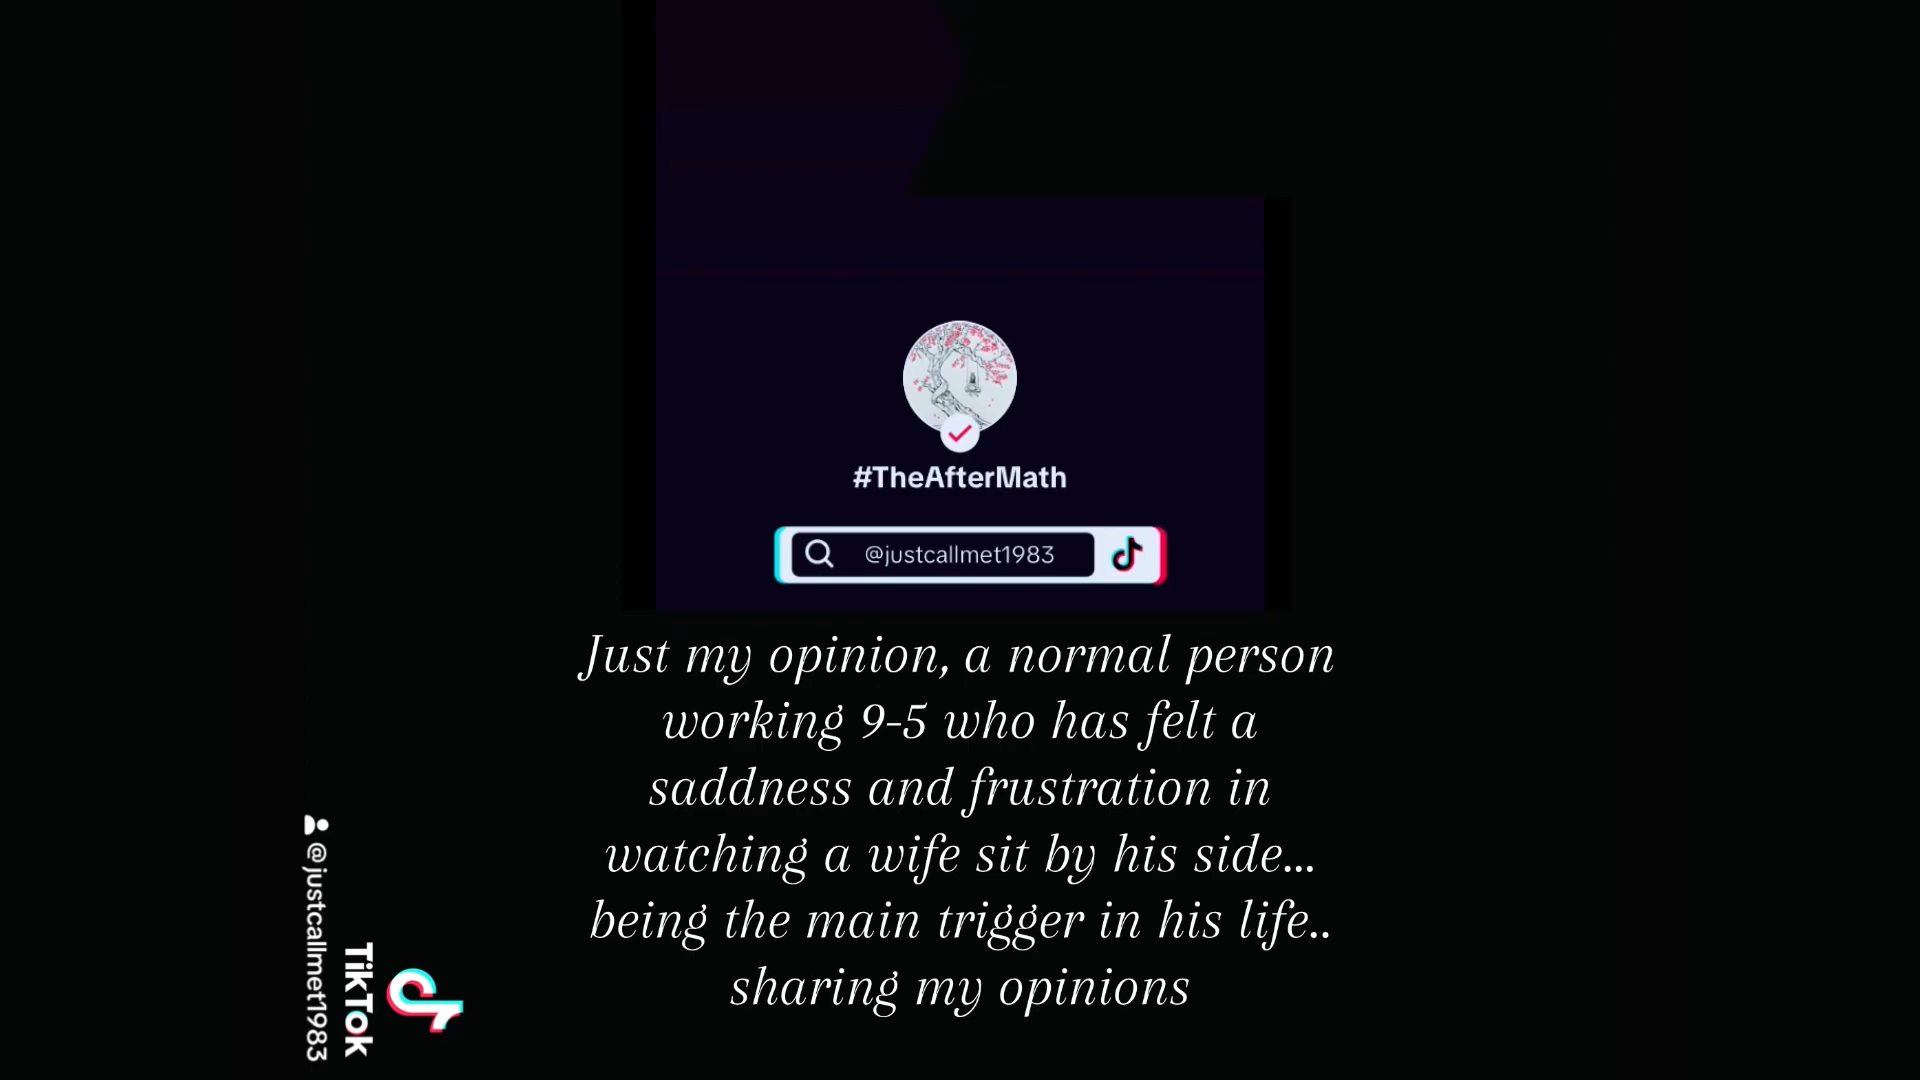 #TheAfterMath
@justcallmet1983
Just my opinion, a normal person
working 9-5 who has felt a
saddness and frustration in
watching a wife sit by his side...
being the main trigger in his life..
sharing my opinions
TikTok
@justcallmet1983